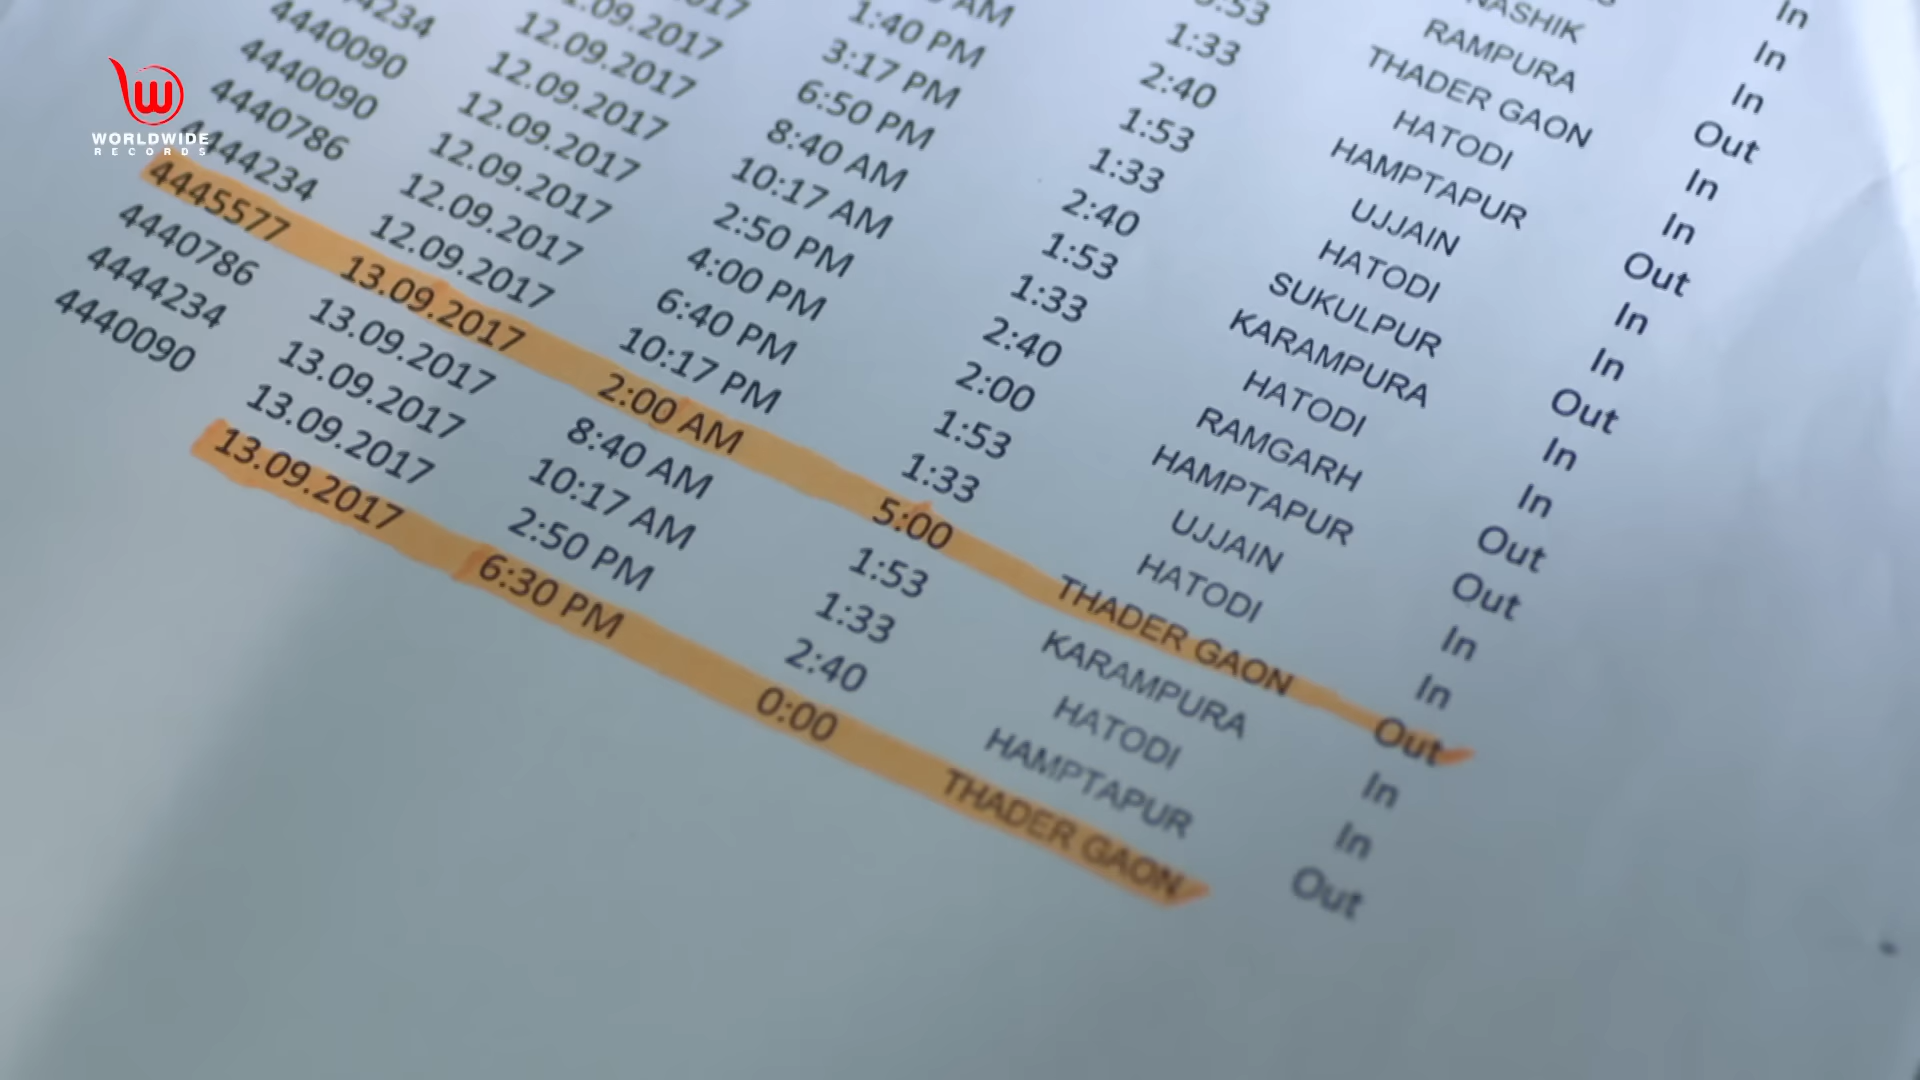 WORLDWIDE
RECORDS
In
In
NASHIK In
RAMPURA Out
:53 THADER GAON In
1:33 HATODI In
AM 2:40 HAMPTAPUR Out
1:40 PM 1:53 UJJAIN In
017 3:17 PM 1:33 HATODI In
.09.2017 6:50 PM 2:40 SUKULPUR Out
12.09.2017 8:40 AM 1:53 KARAMPURA In
4234 12.09.2017 10:17 AM 1:33 HATODI In
4440090 12.09.2017 2:50 PM 2:40 RAMGARH Out
4440090 12.09.2017 4:00 PM 2:00 HAMPTAPUR Out
4440786 12.09.2017 6:40 PM 1:53 UJJAIN In
4444234 12.09.2017 10:17 PM 1:33 HATODI In
4445577 13.09.2017 2:00 AM 5:00 THADER GAON Out
4440786 13.09.2017 8:40 AM 1:53 KARAMPURA In
4444234 13.09.2017 10:17 AM 1:33 HATODI In
4440090 13.09.2017 2:50 PM 2:40 HAMPTAPUR Out
13.09.2017 6:30 PM 0:00 THADER GAON